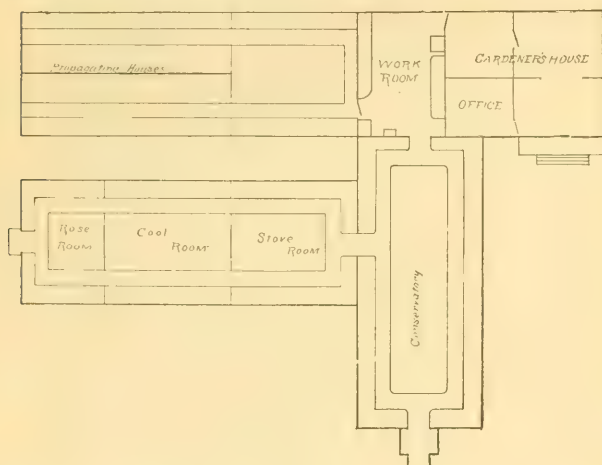 Propagating Houses
WORK
ROOM
GARDENER'S HOUSE
OFFICE
ROSE
ROOM
COOL
ROOM
STOVE
ROOM
Conservatory